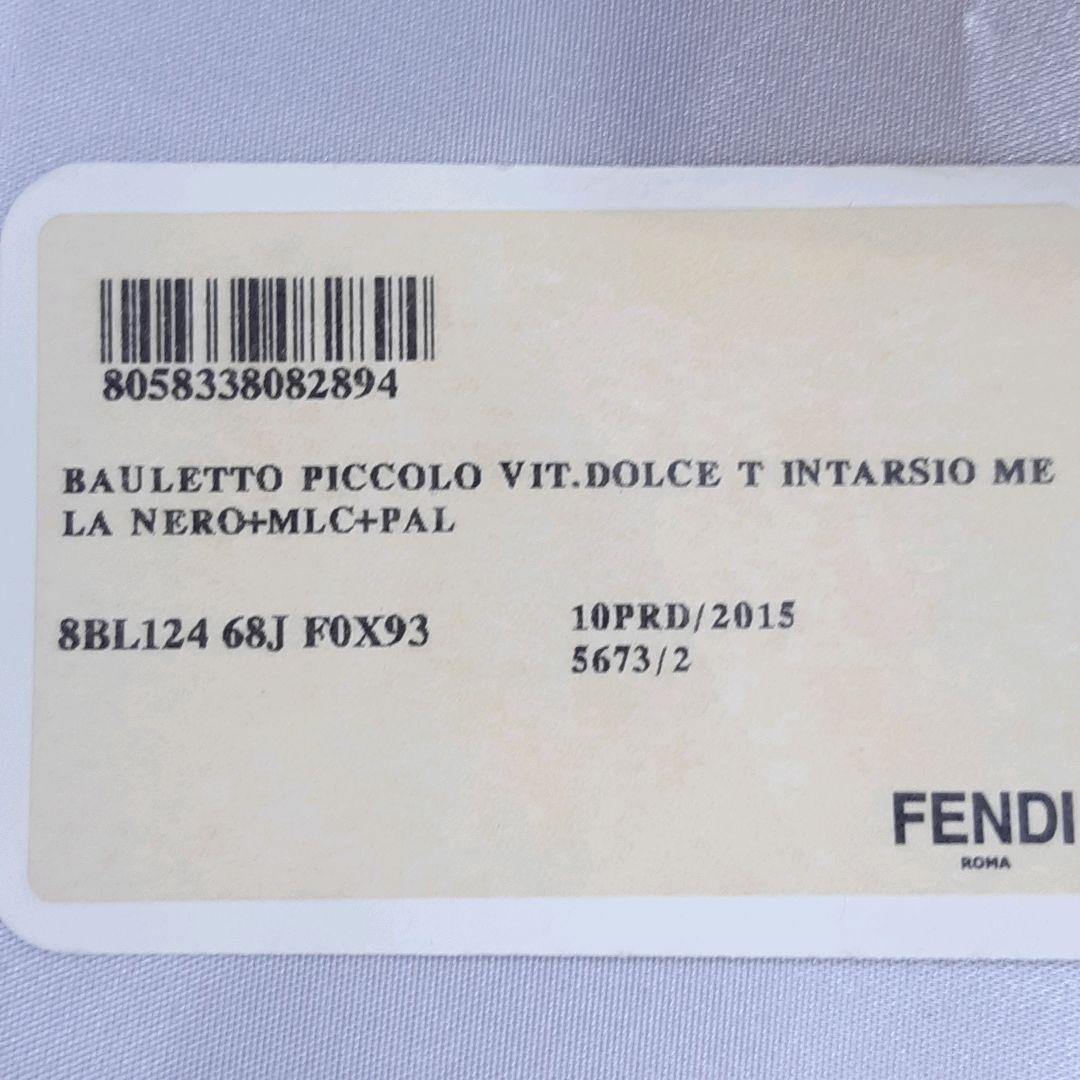 8058338082894
BAULETTO PICCOLO VIT.DOLCE T INTARSIO ME
LA NERO+MLC+PAL
8BL124 68J F0X93
10PRD/2015
5673/2
FENDI
ROMA